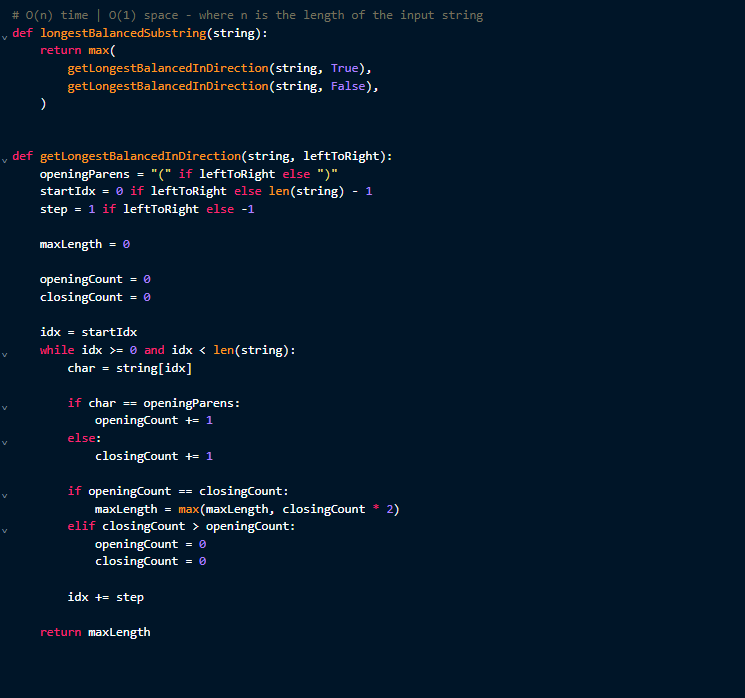 # O(n) time | O(1) space - where n is the length of the input string
def longestBalancedSubstring(string):
    return max(
        getLongestBalancedInDirection(string, True),
        getLongestBalancedInDirection(string, False),
    )
def getLongestBalancedInDirection(string, leftToRight):
    openingParens = "(" if leftToRight else ")"
    startIdx = 0 if leftToRight else len(string) - 1
    step = 1 if leftToRight else -1
    maxLength = 0
    openingCount = 0
    closingCount = 0
    idx = startIdx
    while idx >= 0 and idx < len(string):
        char = string[idx]
        if char == openingParens:
            openingCount += 1
        else:
            closingCount += 1
        if openingCount == closingCount:
            maxLength = max(maxLength, closingCount * 2)
        elif closingCount > openingCount:
            openingCount = 0
            closingCount = 0
        idx += step
    return maxLength